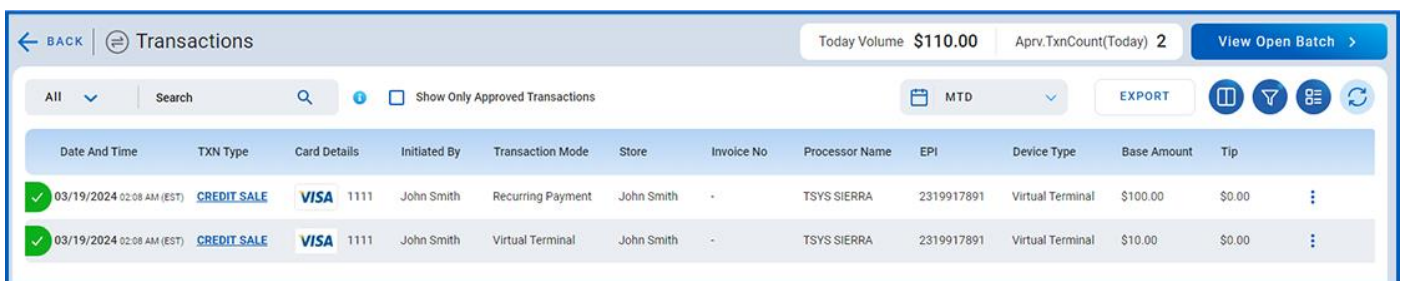 BACK Transactions Today Volume $110.00 Aprv.TxnCount(Today) 2 View Open Batch
All Search Show Only Approved Transactions MTD EXPORT
Date And Time TXN Type Card Details Initiated By Transaction Mode Store Invoice No Processor Name EPI Device Type Base Amount Tip
03/19/2024 02:08 AM (EST) CREDIT SALE VISA 1111 John Smith Recurring Payment John Smith - TSYS SIERRA 2319917891 Virtual Terminal $100.00 $0.00
03/19/2024 02:08 AM (EST) CREDIT SALE VISA 1111 John Smith Virtual Terminal John Smith - TSYS SIERRA 2319917891 Virtual Terminal $10.00 $0.00